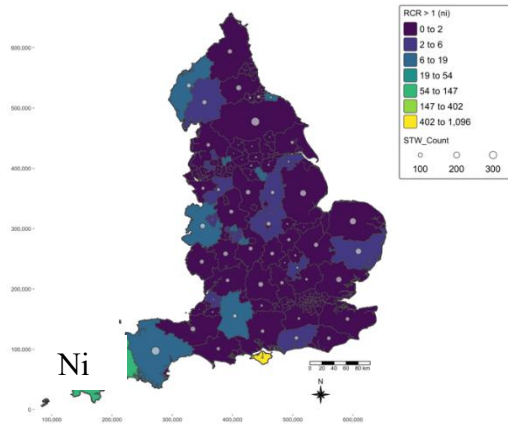 RCR > 1 (ni)
0 to 2
2 to 6
6 to 19
19 to 54
54 to 147
147 to 402
402 to 1,096
STW_Count
100 200 300
600,000
500,000
400,000
300,000
200,000
100,000
0
Ni
0 20 40 60 80 km
N
100,000 200,000 300,000 400,000 500,000 600,000